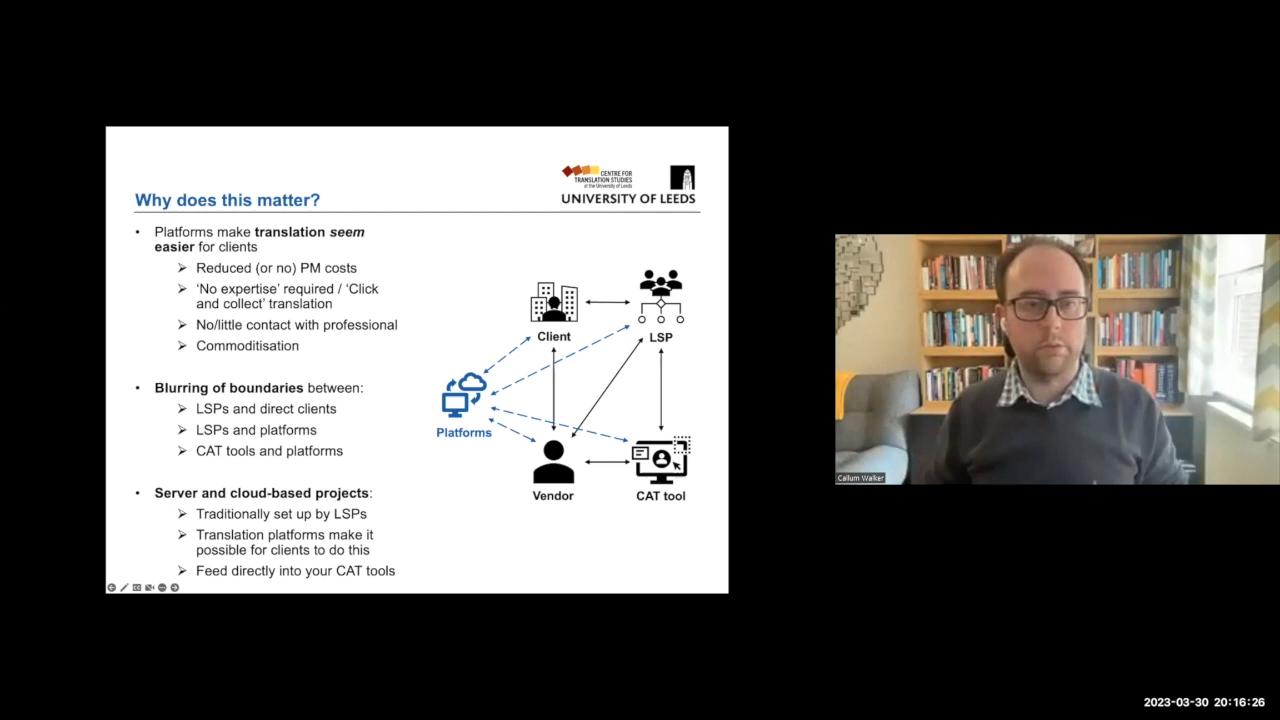 CENTRE FOR
TRANSLATION STUDIES
at the University of Leeds
UNIVERSITY OF LEEDS
Why does this matter?
• Platforms make translation seem
easier for clients
➢ Reduced (or no) PM costs
➢ ‘No expertise’ required / ‘Click
and collect’ translation
➢ No/little contact with professional
➢ Commoditisation
• Blurring of boundaries between:
➢ LSPs and direct clients
➢ LSPs and platforms
➢ CAT tools and platforms
• Server and cloud-based projects:
➢ Traditionally set up by LSPs
➢ Translation platforms make it
possible for clients to do this
➢ Feed directly into your CAT tools
Client
LSP
Platforms
Vendor
CAT tool
Callum Walker
2023-03-30 20:16:26